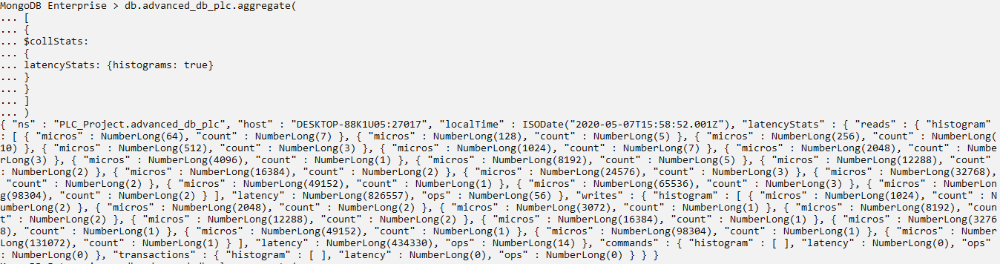 MongoDB Enterprise > db.advanced_db_plc.aggregate(
... [
... {
... $collStats:
... {
... latencyStats: {histograms: true}
... }
... }
... ]
... )
{ "ns" : "PLC_Project.advanced_db_plc", "host" : "DESKTOP-88K1U05:27017", "localTime" : ISODate("2020-05-07T15:58:52.001Z"), "latencyStats" : { "reads" : { "histogram"
: [ { "micros" : NumberLong(64), "count" : NumberLong(7) }, { "micros" : NumberLong(128), "count" : NumberLong(5) }, { "micros" : NumberLong(256), "count" : NumberLong(
10) }, { "micros" : NumberLong(512), "count" : NumberLong(3) }, { "micros" : NumberLong(1024), "count" : NumberLong(7) }, { "micros" : NumberLong(2048), "count" : Numbe
rLong(3) }, { "micros" : NumberLong(4096), "count" : NumberLong(1) }, { "micros" : NumberLong(8192), "count" : NumberLong(5) }, { "micros" : NumberLong(12288), "count"
: NumberLong(2) }, { "micros" : NumberLong(16384), "count" : NumberLong(2) }, { "micros" : NumberLong(24576), "count" : NumberLong(3) }, { "micros" : NumberLong(32768),
"count" : NumberLong(2) }, { "micros" : NumberLong(49152), "count" : NumberLong(1) }, { "micros" : NumberLong(65536), "count" : NumberLong(3) }, { "micros" : NumberLon
g(98304), "count" : NumberLong(2) } ], "latency" : NumberLong(826557), "ops" : NumberLong(56) }, "writes" : { "histogram" : [ { "micros" : NumberLong(1024), "count" : N
umberLong(2) }, { "micros" : NumberLong(2048), "count" : NumberLong(2) }, { "micros" : NumberLong(3072), "count" : NumberLong(1) }, { "micros" : NumberLong(8192), "coun
t" : NumberLong(2) }, { "micros" : NumberLong(12288), "count" : NumberLong(2) }, { "micros" : NumberLong(16384), "count" : NumberLong(1) }, { "micros" : NumberLong(3276
8), "count" : NumberLong(1) }, { "micros" : NumberLong(49152), "count" : NumberLong(1) }, { "micros" : NumberLong(98304), "count" : NumberLong(1) }, { "micros" : Number
Long(131072), "count" : NumberLong(1) } ], "latency" : NumberLong(434330), "ops" : NumberLong(14) }, "commands" : { "histogram" : [ ], "latency" : NumberLong(0), "ops"
: NumberLong(0) }, "transactions" : { "histogram" : [ ], "latency" : NumberLong(0), "ops" : NumberLong(0) } } }